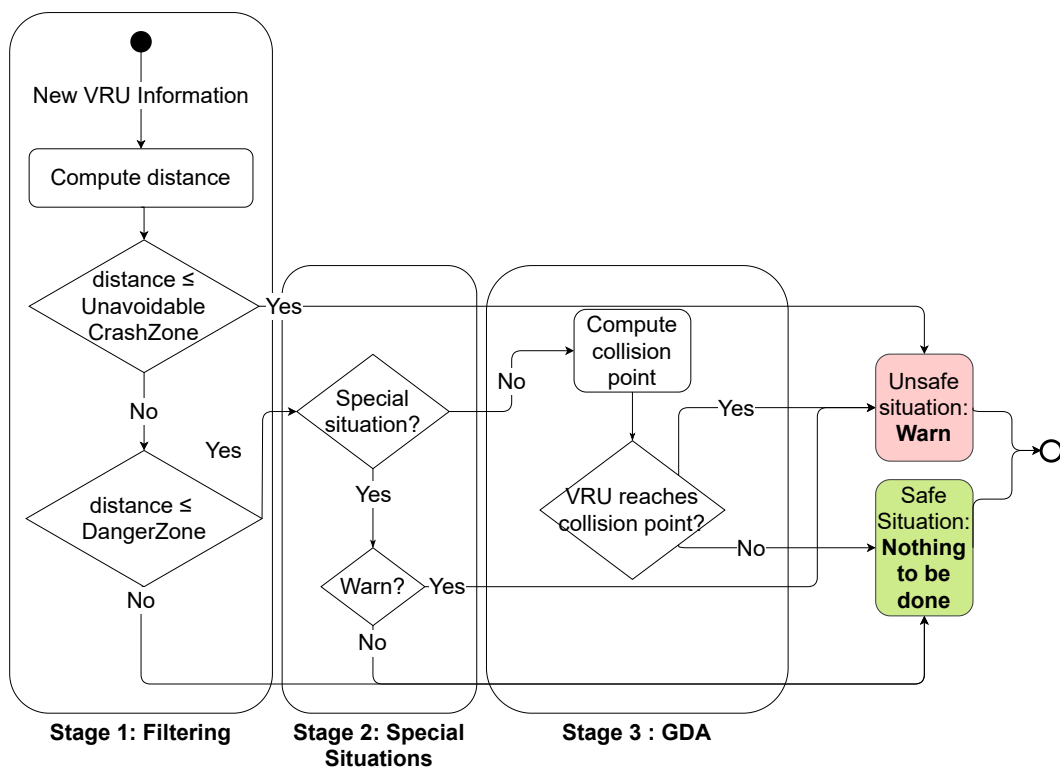 New VRU Information
Compute distance
distance ≤
Unavoidable
CrashZone
Yes
No
Yes
distance ≤
DangerZone
No
Special
situation?
No
Yes
Warn?
Yes
No
Compute
collision
point
VRU reaches
collision point?
Yes
No
Unsafe
situation:
Warn
Safe
Situation:
Nothing
to be
done
Stage 1: Filtering
Stage 2: Special
Situations
Stage 3 : GDA